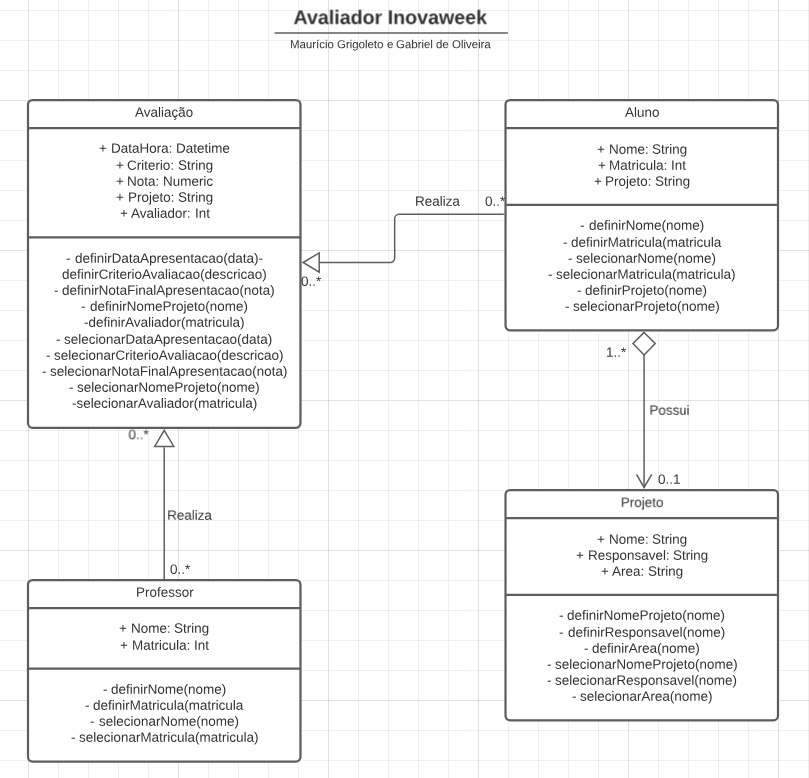 Avaliador Inovaweek
Maurício Grigoleto e Gabriel de Oliveira
Avaliação
+ DataHora: Datetime
+ Criterio: String
+ Nota: Numeric
+ Projeto: String
+ Avaliador: Int
- definirDataApresentacao(data)-
definirCriterioAvaliacao(descricao)
- definirNotaFinalApresentacao(nota)
- definirNomeProjeto(nome)
-definirAvaliador(matricula)
- selecionarDataApresentacao(data)
- selecionarCriterioAvaliacao(descricao)
- selecionarNotaFinalApresentacao(nota)
- selecionarNomeProjeto(nome)
-selecionarAvaliador(matricula)
Realiza
0..*
0..*
Aluno
+ Nome: String
+ Matricula: Int
+ Projeto: String
- definirNome(nome)
- definirMatricula(matricula
- selecionarNome(nome)
- selecionarMatricula(matricula)
- definirProjeto(nome)
- selecionarProjeto(nome)
1..*
Possui
0..1
0..*
Realiza
0..*
Professor
+ Nome: String
+ Matricula: Int
- definirNome(nome)
- definirMatricula(matricula
- selecionarNome(nome)
- selecionarMatricula(matricula)
Projeto
+ Nome: String
+ Responsavel: String
+ Area: String
- definirNomeProjeto(nome)
- definirResponsavel(nome)
- definirArea(nome)
- selecionarNomeProjeto(nome)
- selecionarResponsavel(nome)
- selecionarArea(nome)